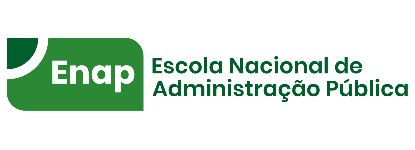 Enap
Escola Nacional de
Administração Pública